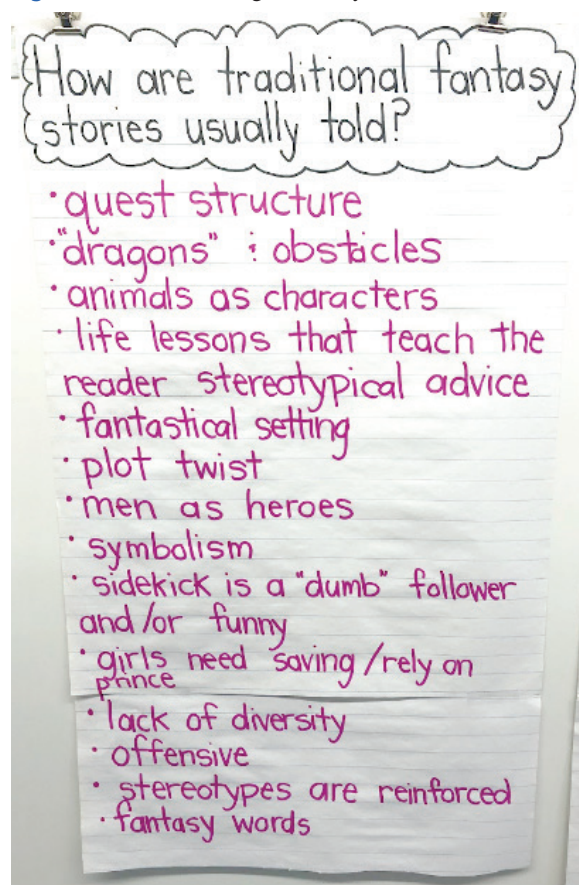 How are traditional fantasy
stories usually told?
• quest structure
• "dragons" & obstacles
• animals as characters
• life lessons that teach the
reader stereotypical advice
• fantastical setting
• plot twist
• men as heroes
• symbolism
• sidekick is a "dumb" follower
and/or funny
• girls need saving/rely on
prince
• lack of diversity
• offensive
• stereotypes are reinforced
• fantasy words